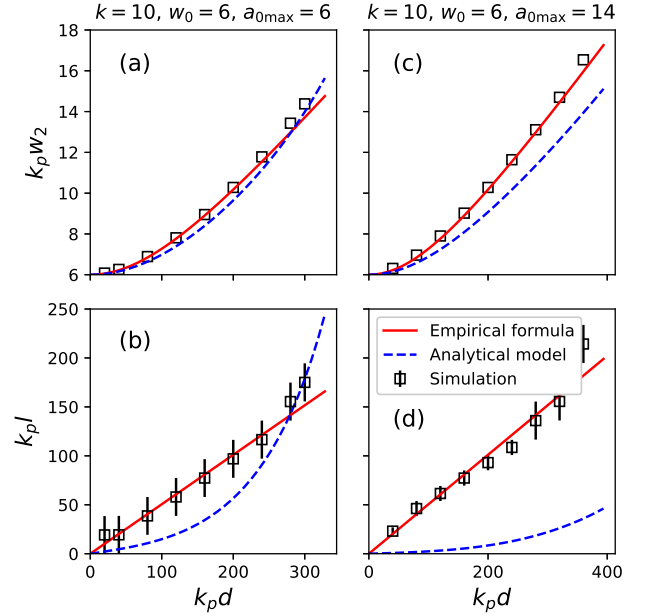 k = 10, w₀ = 6, a₀ₘₐₓ = 6
k = 10, w₀ = 6, a₀ₘₐₓ = 14
18
16
14
12
10
8
6
kₚw₂
(a)
(c)
250
200
150
100
50
0
kₚl
(b)
Empirical formula
Analytical model
Simulation
(d)
0 100 200 300
0 200 400
kₚd
kₚd